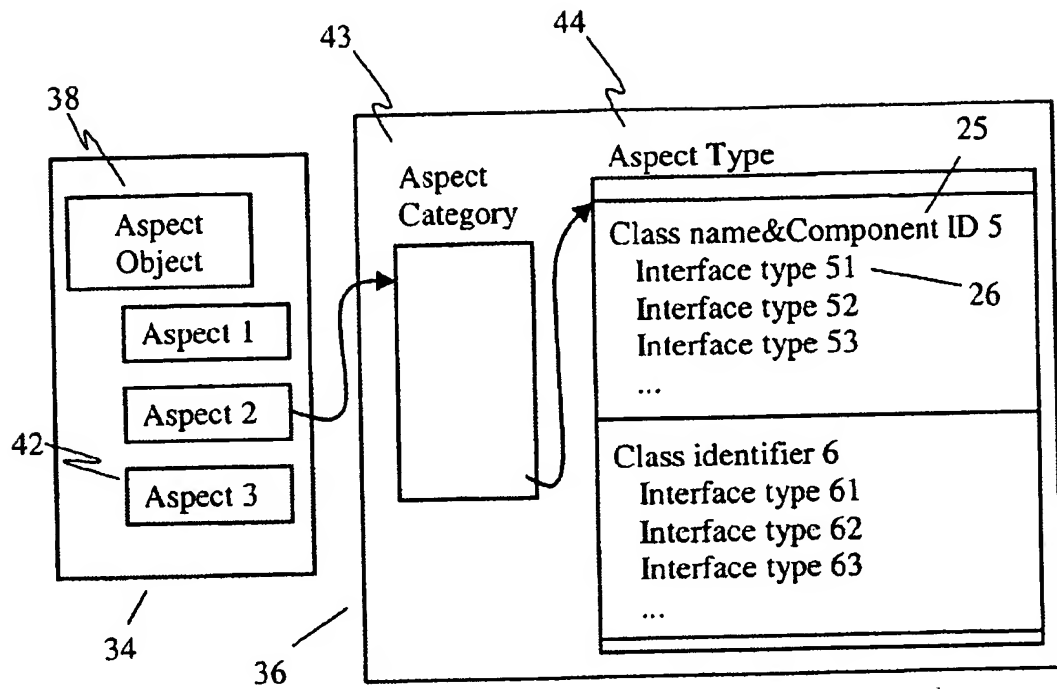 43
44
38
25
Aspect Type
Aspect
Category
Aspect
Object
Class name&Component ID 5
Interface type 51
26
Interface type 52
Interface type 53
...
Aspect 1
Aspect 2
42
Aspect 3
Class identifier 6
Interface type 61
Interface type 62
Interface type 63
...
34
36